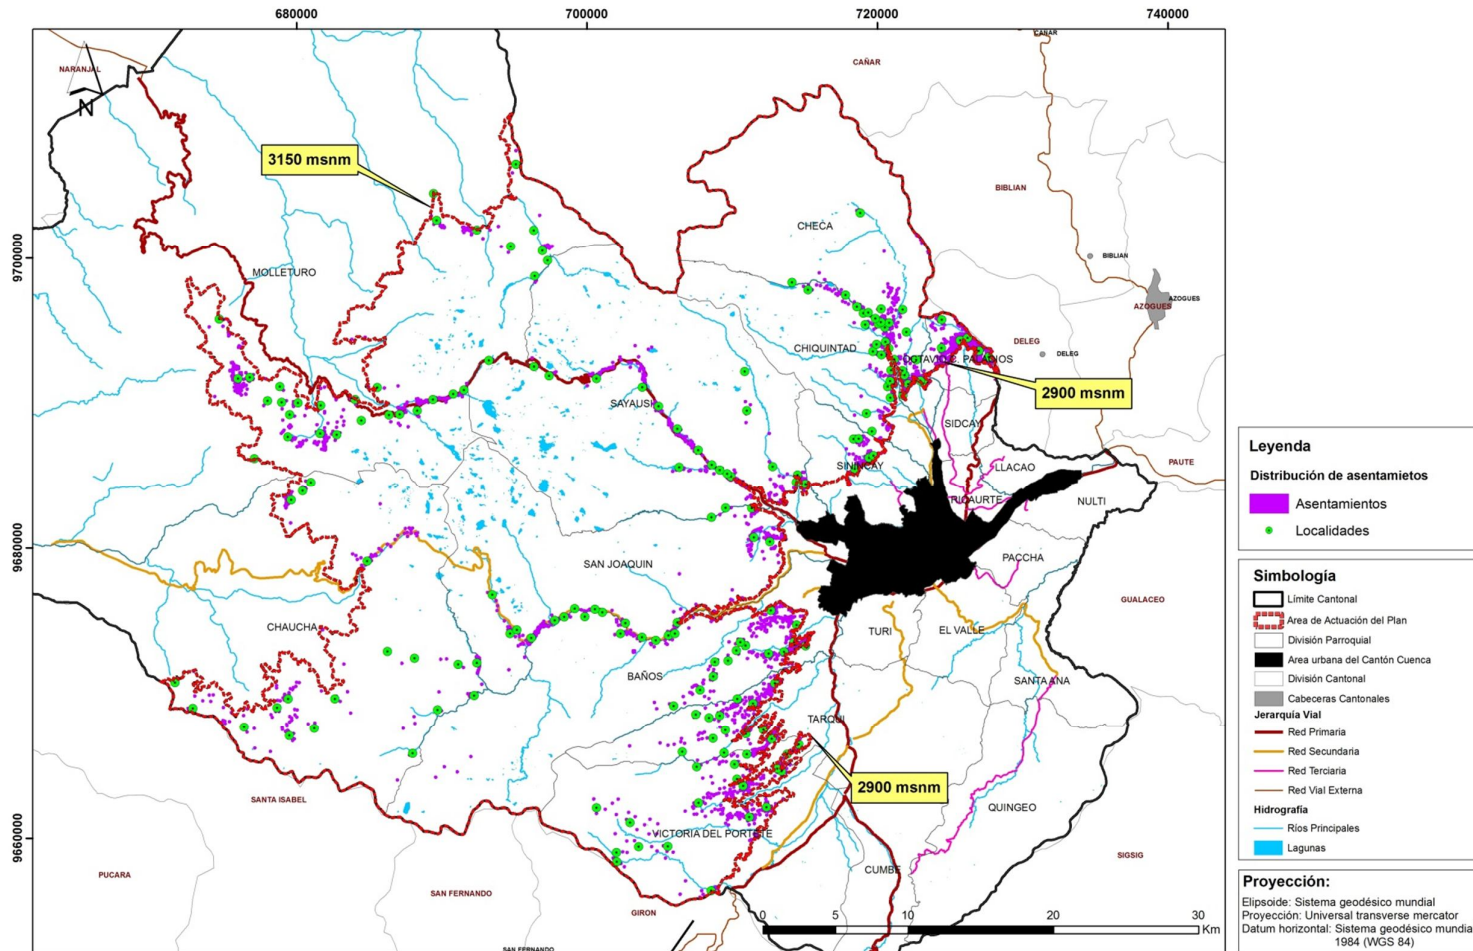 680000
700000
720000
740000
CAÑAR
NARANJAL
CAÑAR
N
3150 msnm
BIBLIAN
CHECA
9700000
BIBLIAN
MOLLETURO
AZOGUES
AZOGUES
DELEG
CHIQUINTAD
DELEG
OCTAVIO C. PALACIOS
2900 msnm
SAYAUSI
SIDCAY
SININCAY
LLACAO
PAUTE
RICAURTE
NULTI
9680000
PACCHA
SAN JOAQUIN
GUALACEO
CHAUCHA
TURI
EL VALLE
BAÑOS
SANTA ANA
TARQUI
2900 msnm
SANTA ISABEL
QUINGEO
VICTORIA DEL PORTETE
9660000
SIGSIG
CUMBE
PUCARA
SAN FERNANDO
GIRON
0 5 10 20 30
Km
SAN FERNANDO
Leyenda
Distribución de asentamietos
Asentamientos
Localidades
Simbología
Límite Cantonal
Area de Actuación del Plan
División Parroquial
Area urbana del Cantón Cuenca
División Cantonal
Cabeceras Cantonales
Jerarquía Vial
Red Primaria
Red Secundaria
Red Terciaria
Red Vial Externa
Hidrografía
Ríos Principales
Lagunas
Proyección:
Elipsoide: Sistema geodésico mundial
Proyección: Universal transverse mercator
Datum horizontal: Sistema geodésico mundia
1984 (WGS 84)